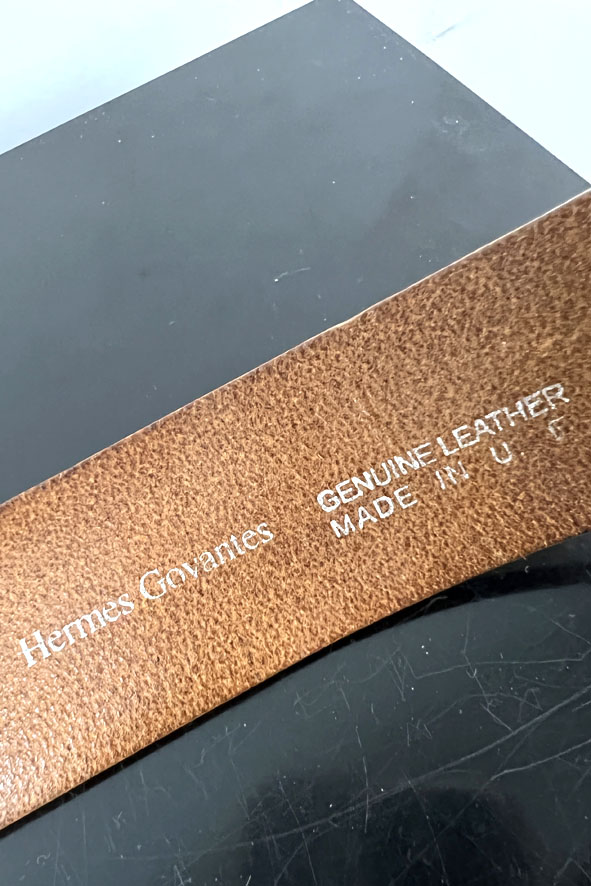 Hermes Govantes
GENUINE LEATHER
MADE IN U.